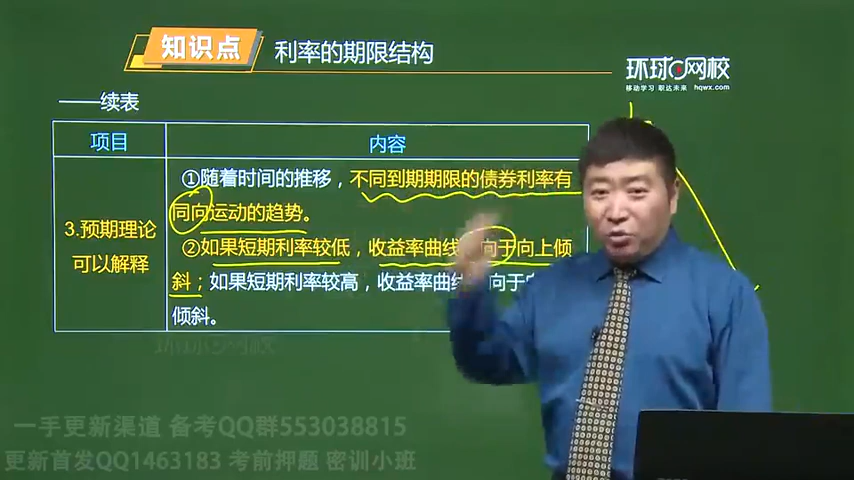 知识点 利率的期限结构
环球网校
移动学习 职达未来 hqwx.com
——续表
项目 内容
3.预期理论
可以解释
①随着时间的推移，不同到期期限的债券利率有
同向运动的趋势。
②如果短期利率较低，收益率曲线 向于向上倾
斜；如果短期利率较高，收益率曲线 向于
倾斜。
环球网校
一手更新渠道 备考QQ群553038815
更新首发QQ1463183 考前押题 密训小班